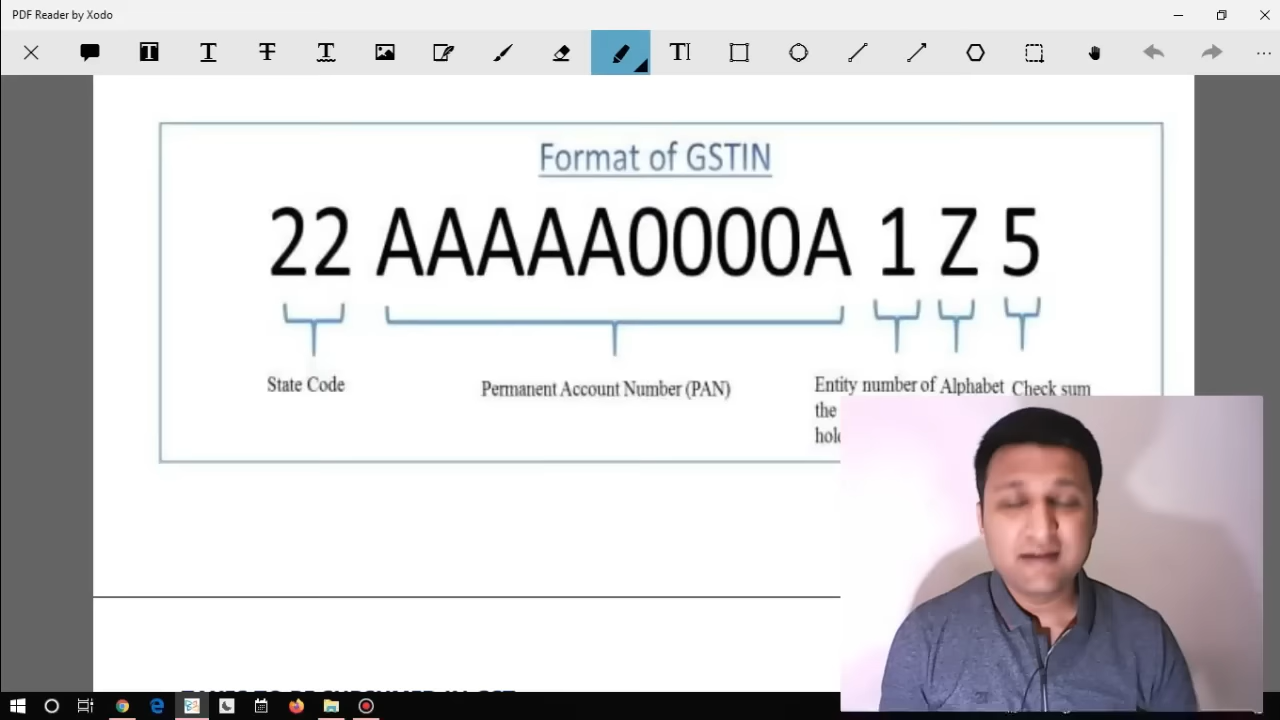 PDF Reader by Xodo
Format of GSTIN
22 AAAAA0000A 1 Z 5
State Code
Permanent Account Number (PAN)
Entity number of
the
Alphabet
Check sum